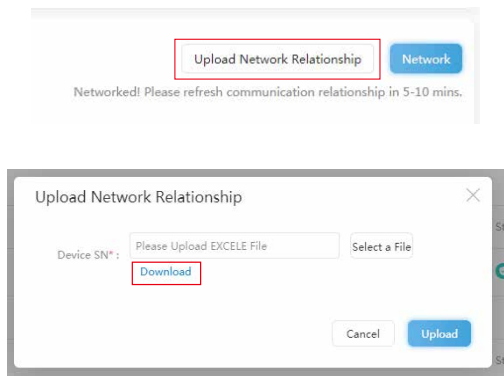 Upload Network Relationship Network
Networked! Please refresh communication relationship in 5-10 mins.
Upload Network Relationship
Device SN* : Please Upload EXCELE File Select a File
Download
Cancel Upload